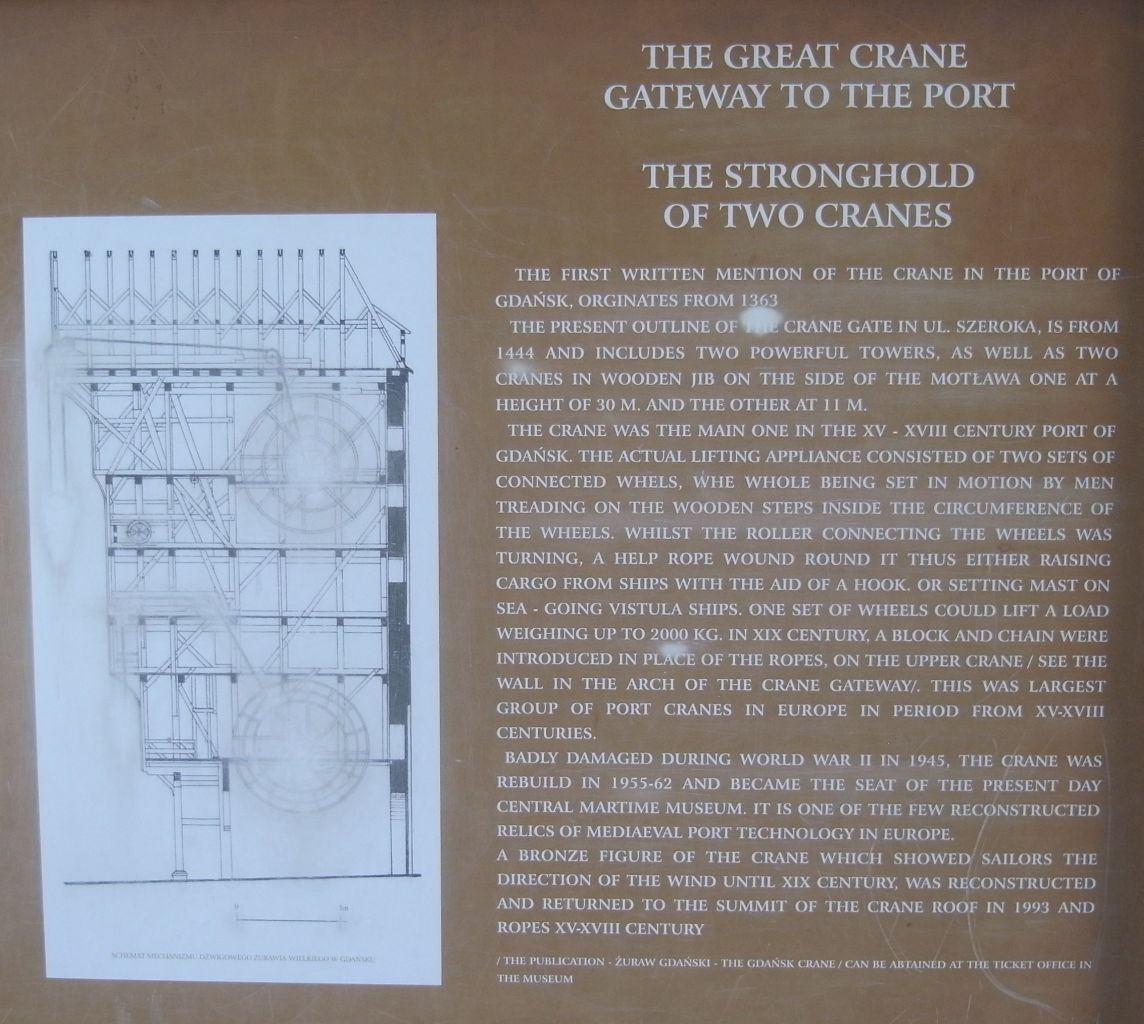 THE GREAT CRANE
GATEWAY TO THE PORT
THE STRONGHOLD
OF TWO CRANES
THE FIRST WRITTEN MENTION OF THE CRANE IN THE PORT OF
GDAŃSK, ORGINATES FROM 1363
THE PRESENT OUTLINE OF THE CRANE GATE IN UL. SZEROKA, IS FROM
1444 AND INCLUDES TWO POWERFUL TOWERS, AS WELL AS TWO
CRANES IN WOODEN JIB ON THE SIDE OF THE MOTŁAWA ONE AT A
HEIGHT OF 30 M. AND THE OTHER AT 11 M.
THE CRANE WAS THE MAIN ONE IN THE XV - XVIII CENTURY PORT OF
GDAŃSK. THE ACTUAL LIFTING APPLIANCE CONSISTED OF TWO SETS OF
CONNECTED WHELS, WHE WHOLE BEING SET IN MOTION BY MEN
TREADING ON THE WOODEN STEPS INSIDE THE CIRCUMFERENCE OF
THE WHEELS. WHILST THE ROLLER CONNECTING THE WHEELS WAS
TURNING, A HELP ROPE WOUND ROUND IT THUS EITHER RAISING
CARGO FROM SHIPS WITH THE AID OF A HOOK. OR SETTING MAST ON
SEA - GOING VISTULA SHIPS. ONE SET OF WHEELS COULD LIFT A LOAD
WEIGHING UP TO 2000 KG. IN XIX CENTURY, A BLOCK AND CHAIN WERE
INTRODUCED IN PLACE OF THE ROPES, ON THE UPPER CRANE / SEE THE
WALL IN THE ARCH OF THE CRANE GATEWAY/. THIS WAS LARGEST
GROUP OF PORT CRANES IN EUROPE IN PERIOD FROM XV-XVIII
CENTURIES.
BADLY DAMAGED DURING WORLD WAR II IN 1945, THE CRANE WAS
REBUILD IN 1955-62 AND BECAME THE SEAT OF THE PRESENT DAY
CENTRAL MARTIME MUSEUM. IT IS ONE OF THE FEW RECONSTRUCTED
RELICS OF MEDIAEVAL PORT TECHNOLOGY IN EUROPE.
A BRONZE FIGURE OF THE CRANE WHICH SHOWED SAILORS THE
DIRECTION OF THE WIND UNTIL XIX CENTURY, WAS RECONSTRUCTED
AND RETURNED TO THE SUMMIT OF THE CRANE ROOF IN 1993 AND
ROPES XV-XVIII CENTURY
/ THE PUBLICATION - ŻURAW GDAŃSKI - THE GDAŃSK CRANE / CAN BE ABTAINED AT THE TICKET OFFICE IN
THE MUSEUM
0 5m
SCHEMAT MECHANIZMU DŹWIGOWEGO ŻURAWIA WIELKIEGO W GDAŃSKU